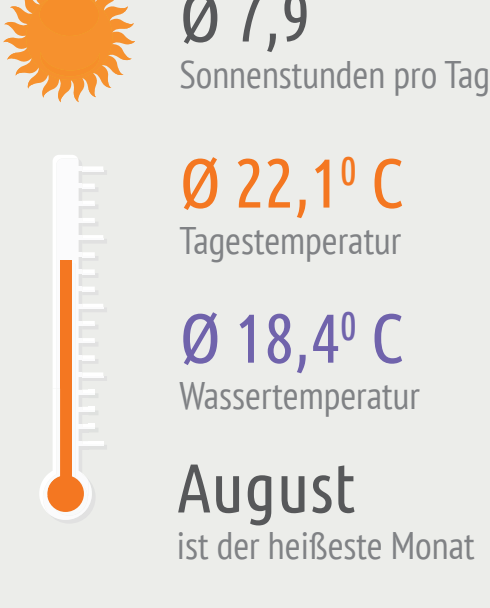 Ø 7,9
Sonnenstunden pro Tag
Ø 22,1⁰ C
Tagestemperatur
Ø 18,4⁰ C
Wassertemperatur
August
ist der heißeste Monat